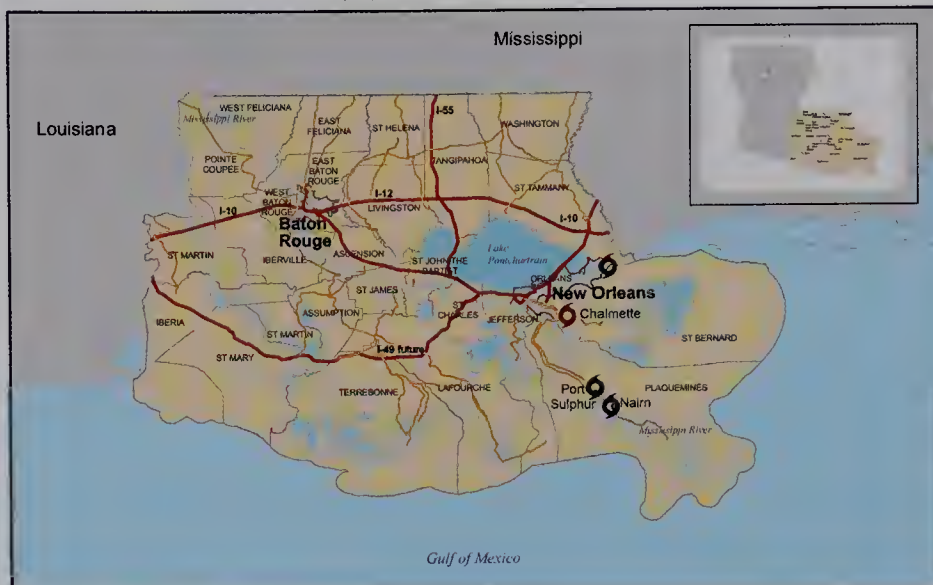 Mississippi
Louisiana
WEST FELICIANA
Mississippi River
EAST
FELICIANA
ST HELENA
I-55
WASHINGTON
POINTE
COUPEE
EAST
BATON
ROUGE
TANGIPAHOA
WEST
BATON
ROUGE
I-12
ST TAMMANY
I-10
LIVINGSTON
I-10
Baton
Rouge
ST MARTIN
IBERVILLE
ASCENSION
ST JOHN THE
BAPTIST
Lake
Pontchartrain
ORLEANS
New Orleans
ST JAMES
ASSUMPTION
ST
CHARLES
JEFFERSON
Chalmette
IBERIA
ST MARTIN
ST BERNARD
ST MARY
I-49 future
TERREBONNE
LAFOURCHE
Port
Sulphur
Nairn
PLAQUEMINES
Mississippi River
Gulf of Mexico